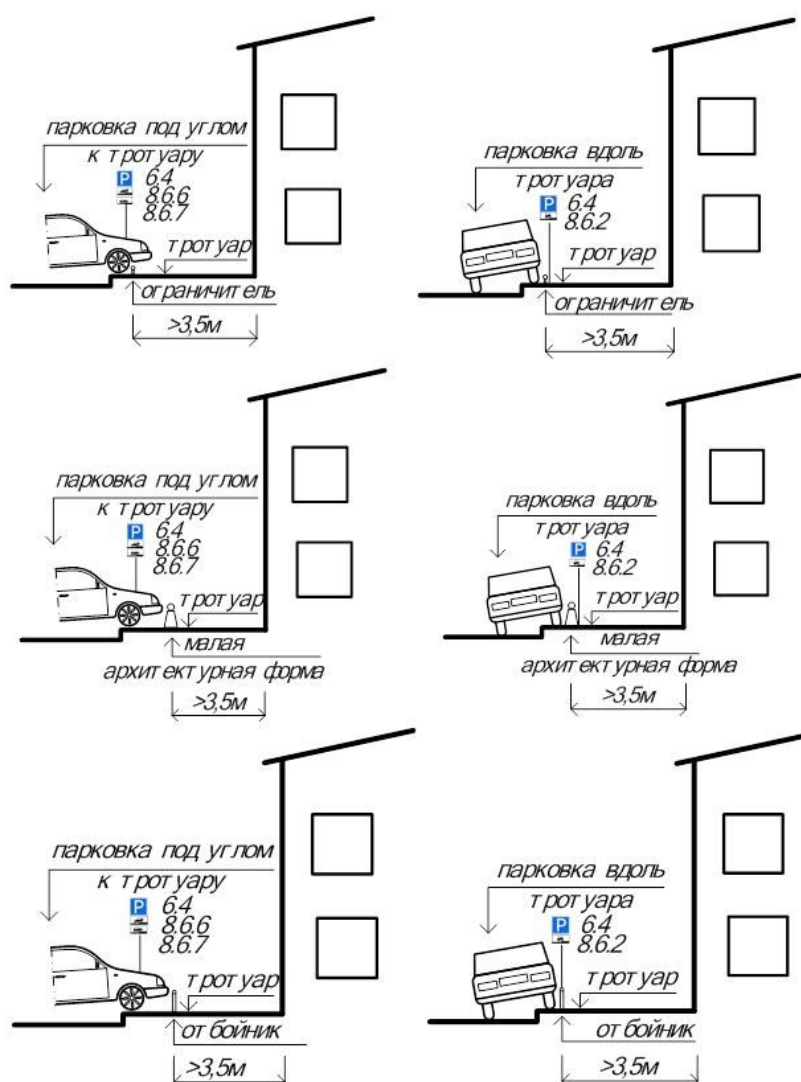 парковка под углом
к тротуару
P 6.4
8.6.6
8.6.7
тротуар
ограничитель
>3,5м
парковка вдоль
тротуара
P 6.4
8.6.2
тротуар
ограничитель
>3,5м
парковка под углом
к тротуару
P 6.4
8.6.6
8.6.7
тротуар
малая
архитектурная форма
>3,5м
парковка вдоль
тротуара
P 6.4
8.6.2
тротуар
малая
архитектурная форма
>3,5м
парковка под углом
к тротуару
P 6.4
8.6.6
8.6.7
тротуар
отбойник
>3,5м
парковка вдоль
тротуара
P 6.4
8.6.2
тротуар
отбойник
>3,5м